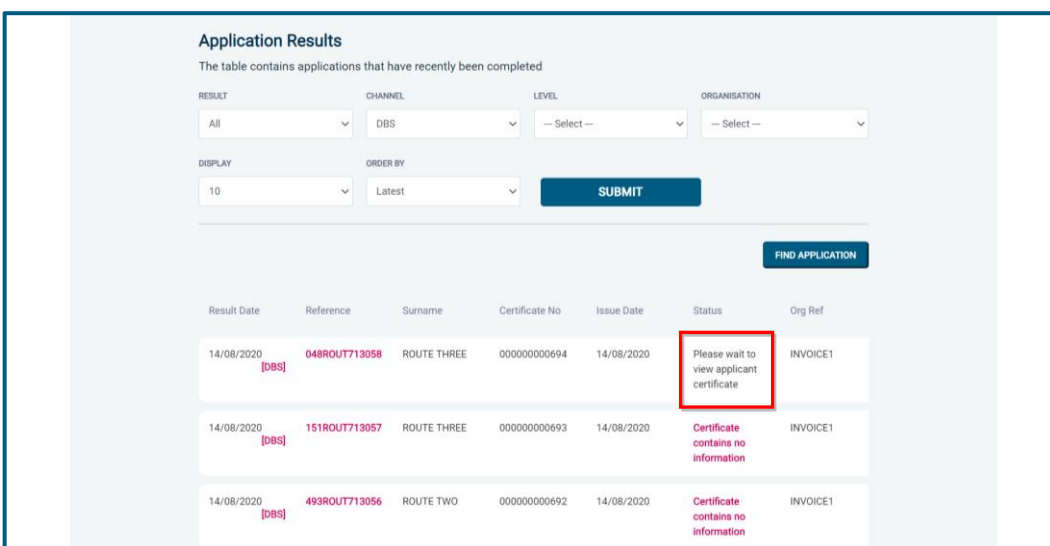 Application Results
The table contains applications that have recently been completed
RESULT CHANNEL LEVEL ORGANISATION
All DBS --- Select --- --- Select ---
DISPLAY ORDER BY
10 Latest SUBMIT
FIND APPLICATION
Result Date Reference Surname Certificate No Issue Date Status Org Ref
14/08/2020 048ROUT713058 ROUTE THREE 000000000694 14/08/2020 Please wait to INVOICE1
[DBS] view applicant
certificate
14/08/2020 151ROUT713057 ROUTE THREE 000000000693 14/08/2020 Certificate INVOICE1
[DBS] contains no
information
14/08/2020 493ROUT713056 ROUTE TWO 000000000692 14/08/2020 Certificate INVOICE1
[DBS] contains no
information